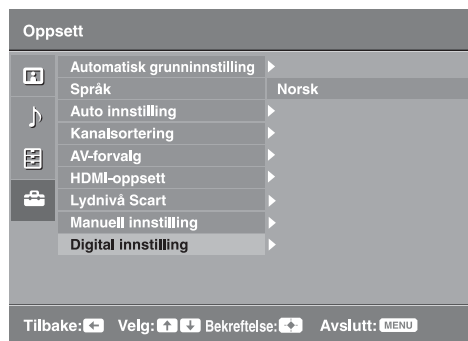 Oppsett
Automatisk grunninnstilling
Språk Norsk
Auto innstilling
Kanalsortering
AV-forvalg
HDMI-oppsett
Lydnivå Scart
Manuell innstilling
Digital innstilling
Tilbake: Velg: Bekreftelse: Avslutt: MENU